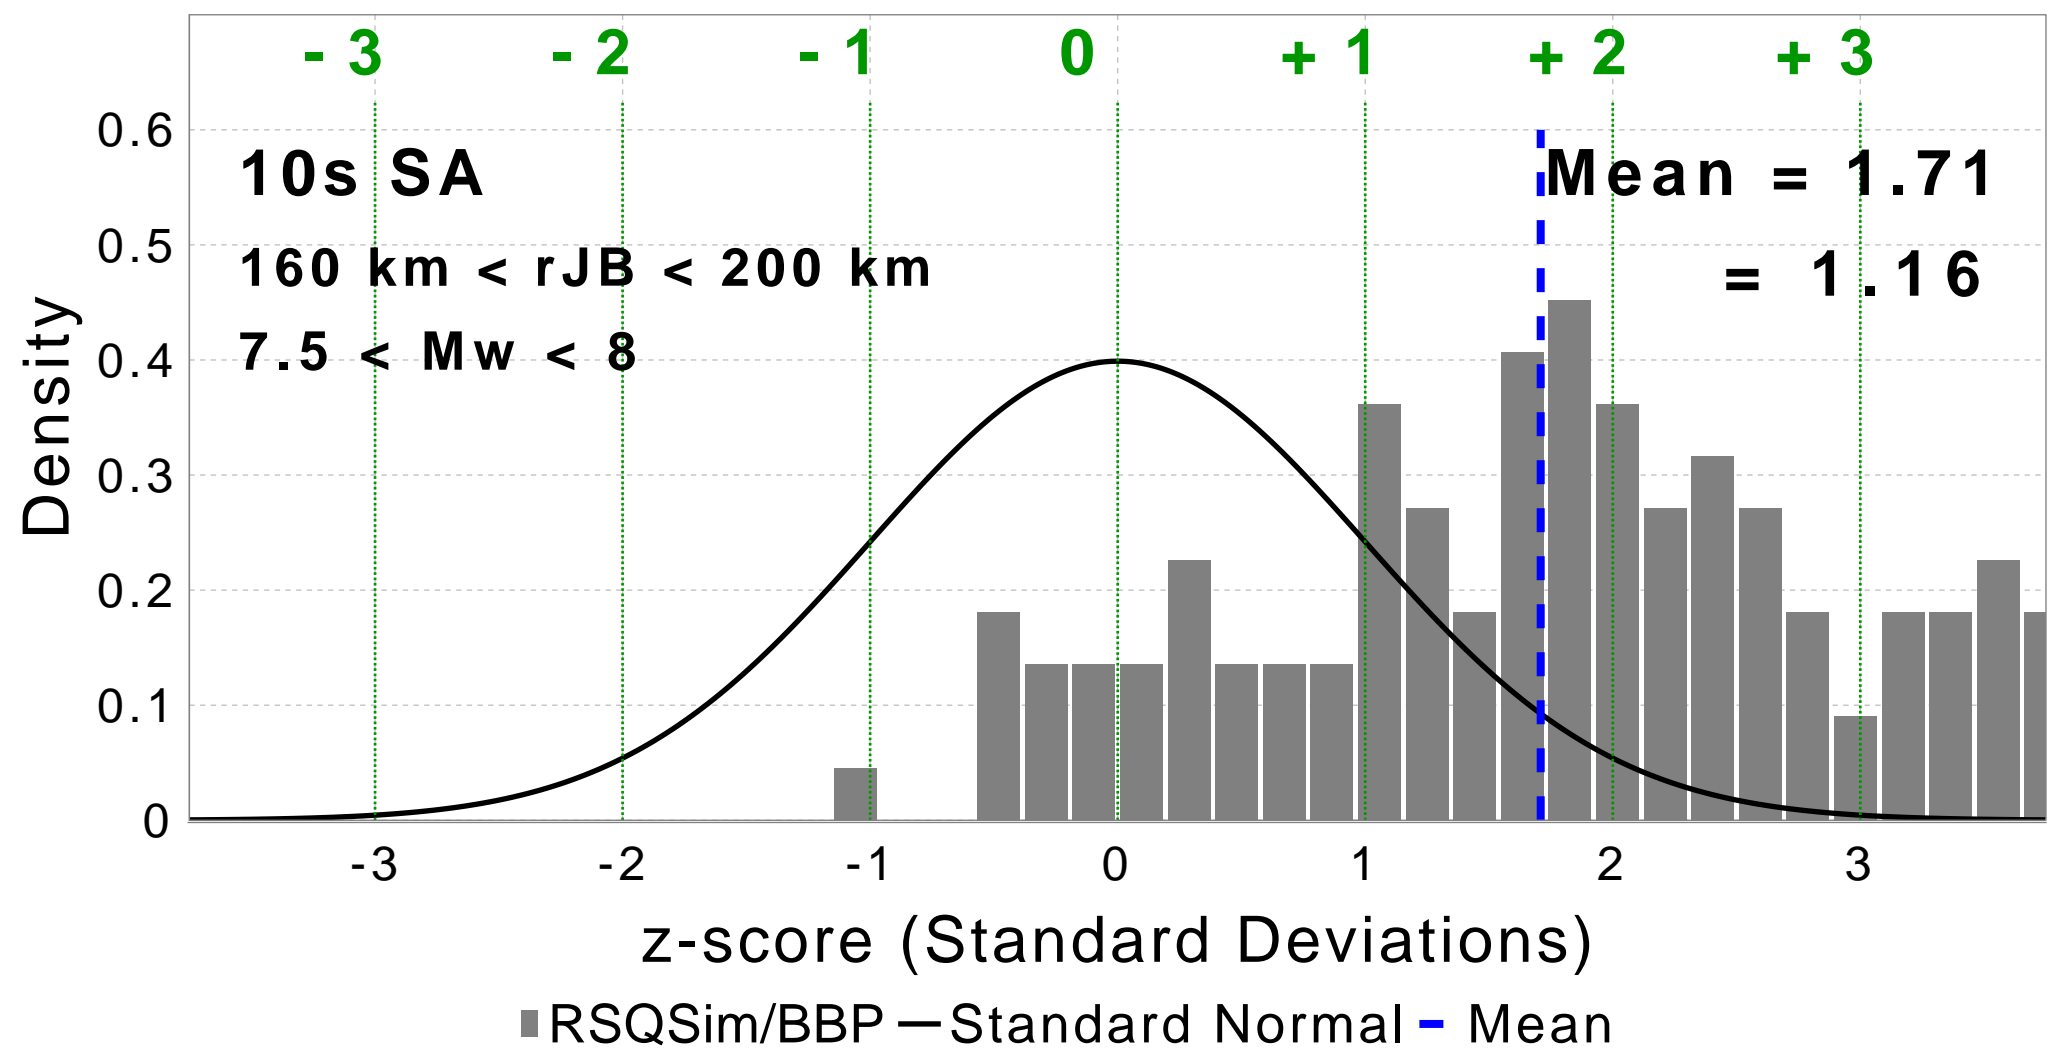 - 3 - 2 - 1 0 + 1 + 2 + 3
0.6
0.5
0.4
0.3
0.2
0.1
0
Density
10s SA
160 km < rJB < 200 km
7.5 < Mw < 8
Mean = 1.71
= 1.16
-3 -2 -1 0 1 2 3
z-score (Standard Deviations)
RSQSim/BBP Standard Normal Mean